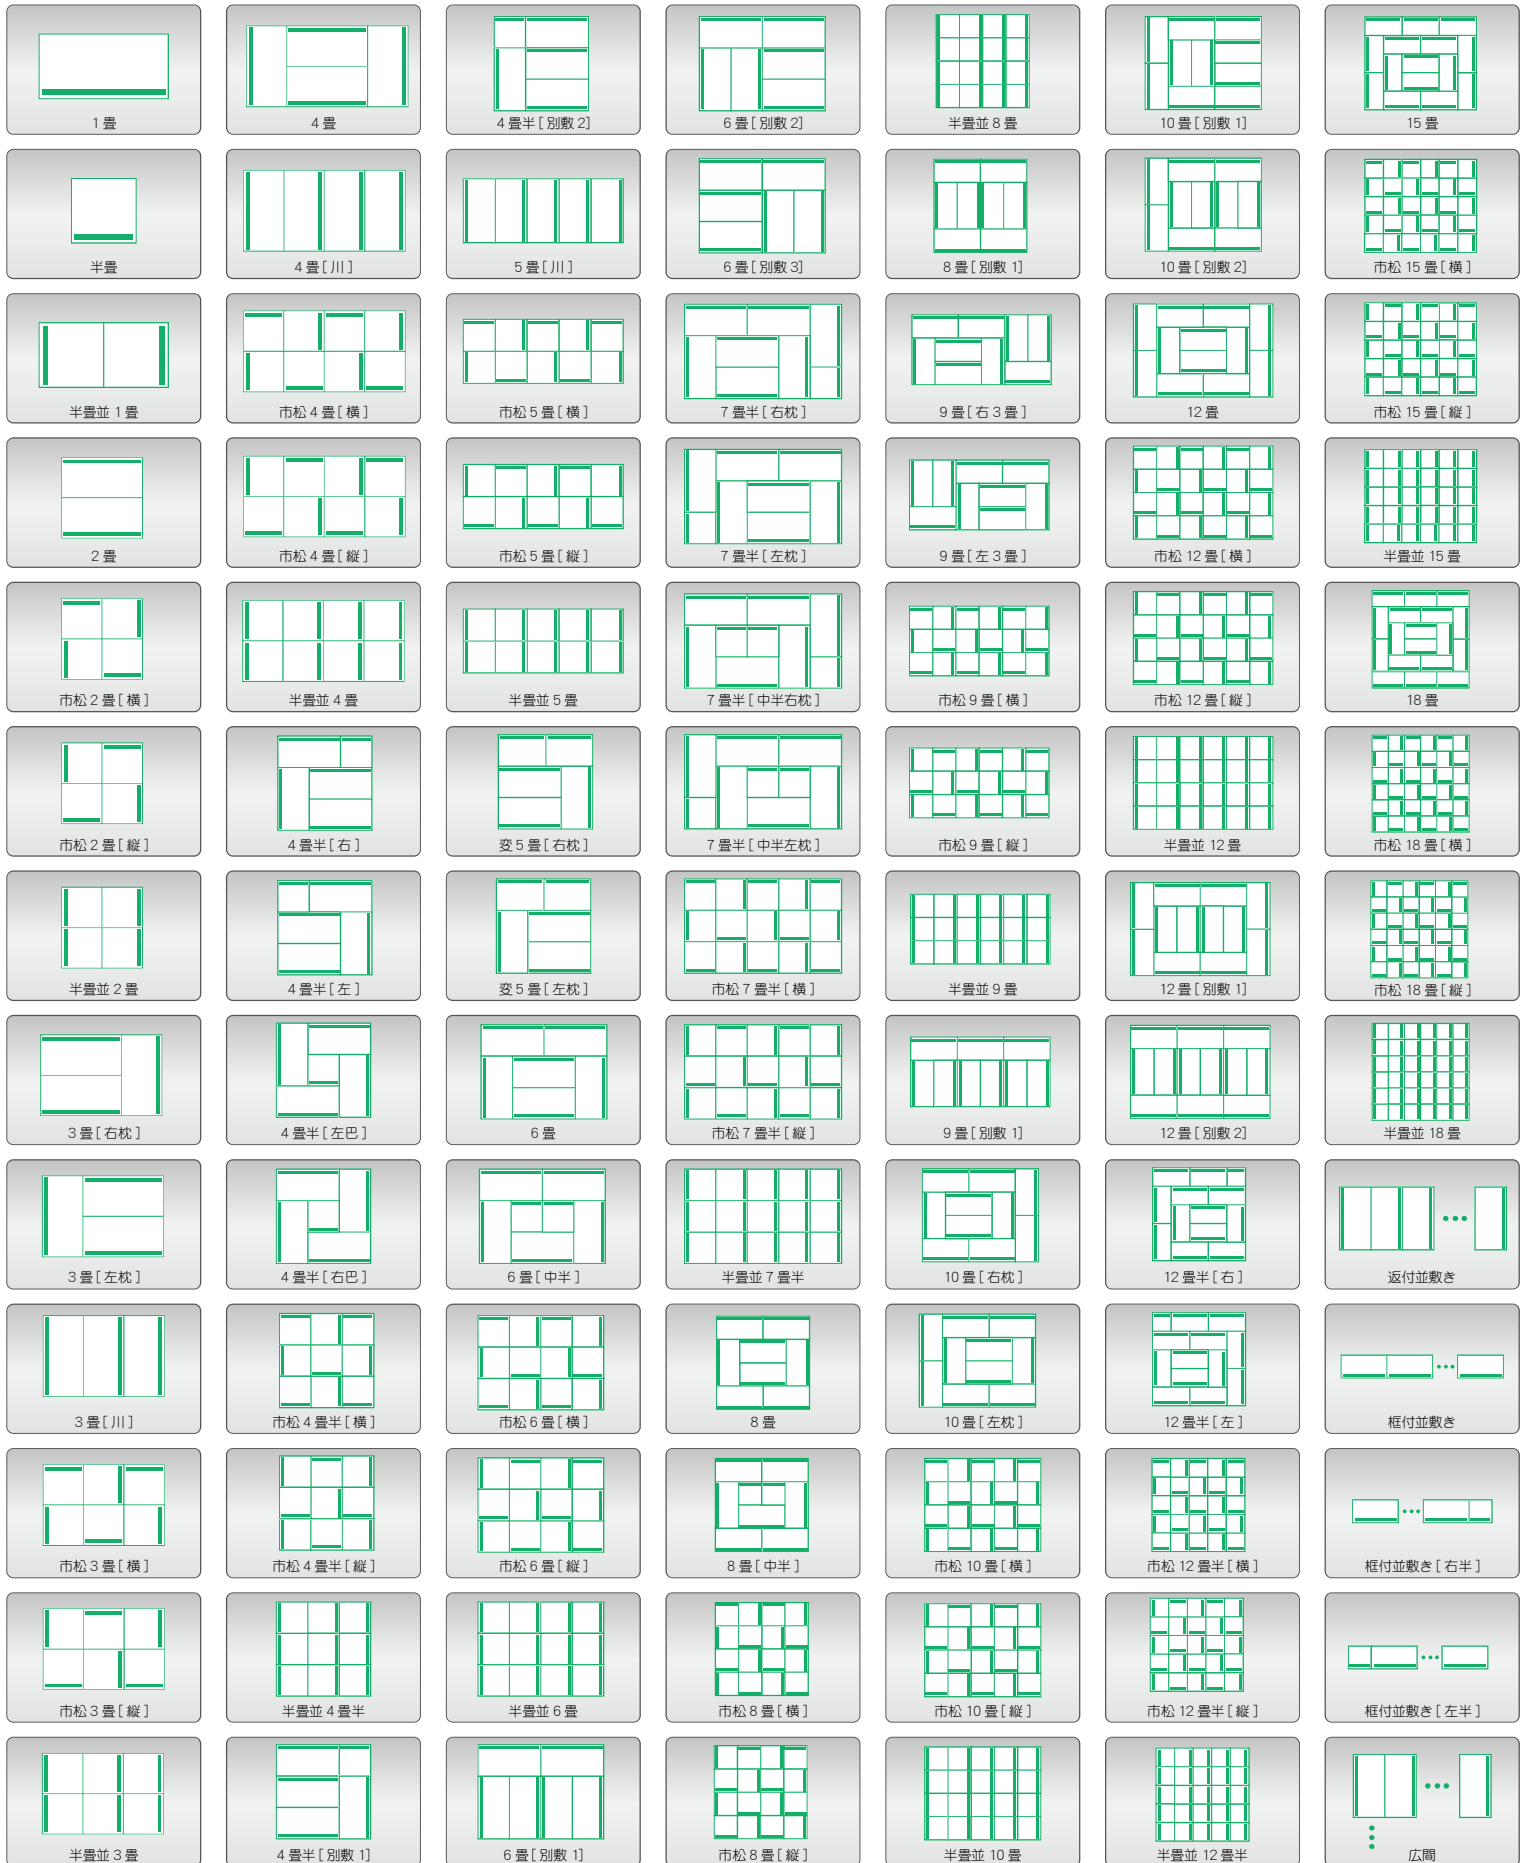 1畳
4畳
4畳半[別敷2]
6畳[別敷2]
半畳並8畳
10畳[別敷1]
15畳
半畳
4畳[川]
5畳[川]
6畳[別敷3]
8畳[別敷1]
10畳[別敷2]
市松15畳[横]
半畳並1畳
市松4畳[横]
市松5畳[横]
7畳半[右枕]
9畳[右3畳]
12畳
市松15畳[縦]
2畳
市松4畳[縦]
市松5畳[縦]
7畳半[左枕]
9畳[左3畳]
市松12畳[横]
半畳並15畳
市松2畳[横]
半畳並4畳
半畳並5畳
7畳半[中半右枕]
市松9畳[横]
市松12畳[縦]
18畳
市松2畳[縦]
4畳半[右]
変5畳[右枕]
7畳半[中半左枕]
市松9畳[縦]
半畳並12畳
市松18畳[横]
半畳並2畳
4畳半[左]
変5畳[左枕]
市松7畳半[横]
半畳並9畳
12畳[別敷1]
市松18畳[縦]
3畳[右枕]
4畳半[左巴]
6畳
市松7畳半[縦]
9畳[別敷1]
12畳[別敷2]
半畳並18畳
3畳[左枕]
4畳半[右巴]
6畳[中半]
半畳並7畳半
10畳[右枕]
12畳半[右]
返付並敷き
3畳[川]
市松4畳半[横]
市松6畳[横]
8畳
10畳[左枕]
12畳半[左]
框付並敷き
市松3畳[横]
市松4畳半[縦]
市松6畳[縦]
8畳[中半]
市松10畳[横]
市松12畳半[横]
框付並敷き[右半]
市松3畳[縦]
半畳並4畳半
半畳並6畳
市松8畳[横]
市松10畳[縦]
市松12畳半[縦]
框付並敷き[左半]
半畳並3畳
4畳半[別敷1]
6畳[別敷1]
市松8畳[縦]
半畳並10畳
半畳並12畳半
広間